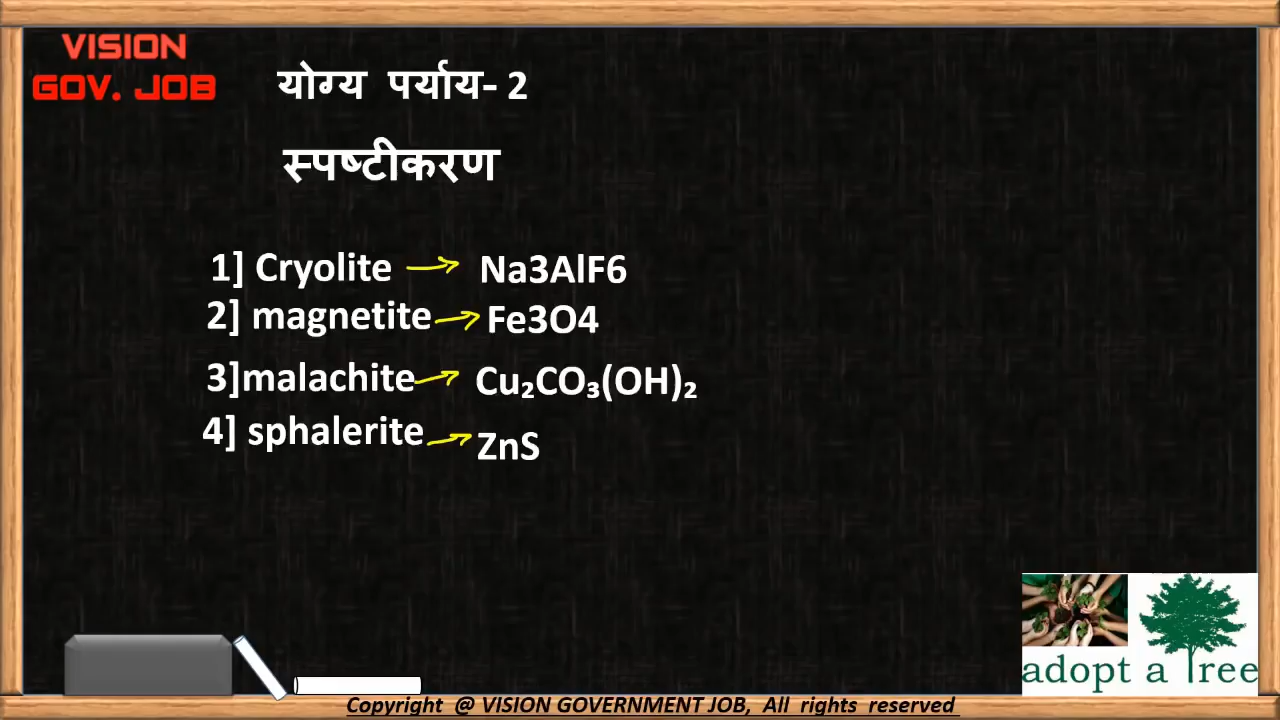 VISION
GOV. JOB
योग्य पर्याय- 2
स्पष्टीकरण
1] Cryolite → Na3AlF6
2] magnetite → Fe3O4
3]malachite → Cu₂CO₃(OH)₂
4] sphalerite → ZnS
adopt a Tree
Copyright @ VISION GOVERNMENT JOB, All rights reserved